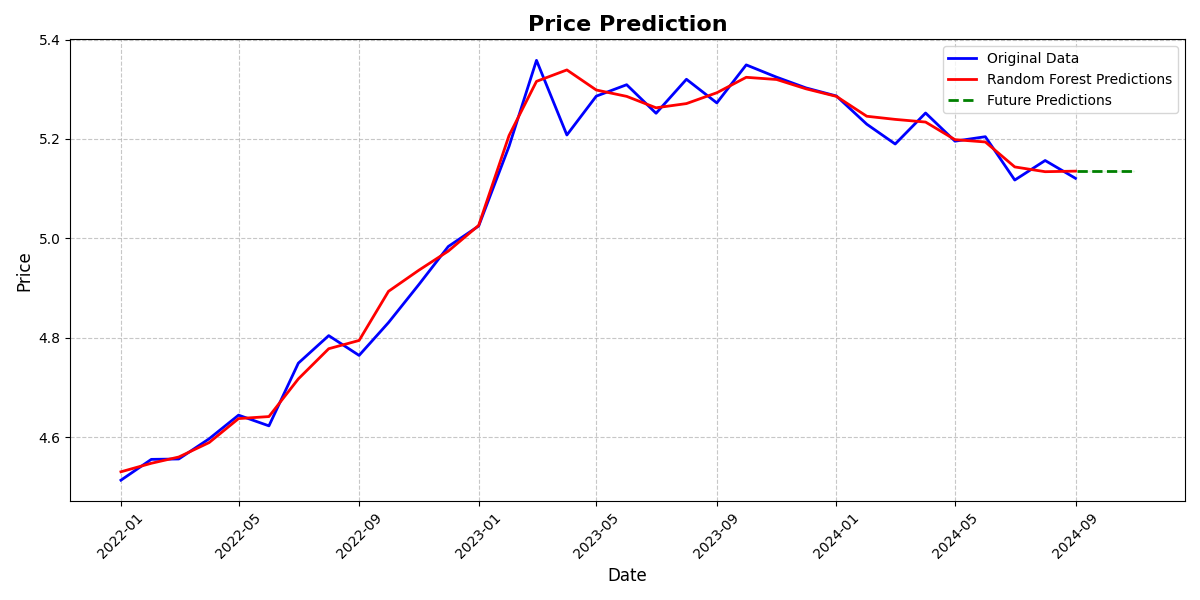 Price Prediction
Original Data
Random Forest Predictions
Future Predictions
Price
5.4
5.2
5.0
4.8
4.6
2022-01
2022-05
2022-09
2023-01
2023-05
2023-09
2024-01
2024-05
2024-09
Date